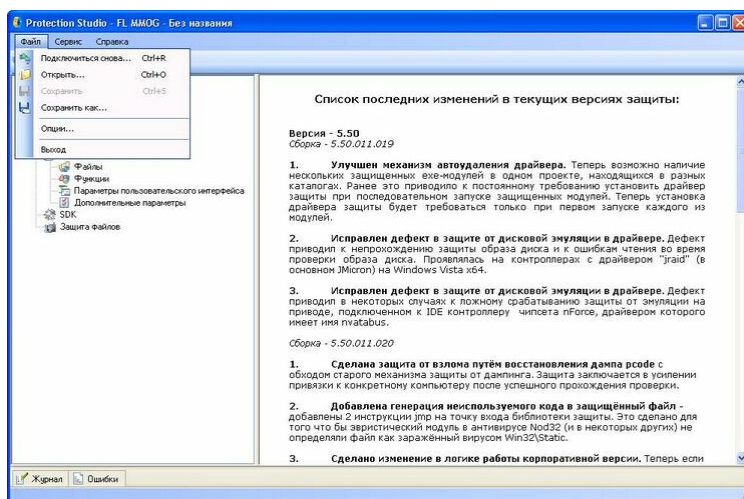 Protection Studio - FL MMOG - Без названия
Файл Сервис Справка
Подключиться снова... Ctrl+R
Открыть... Ctrl+O
Сохранить Ctrl+S
Сохранить как...
Опции...
Выход
Файлы
Функции
Параметры пользовательского интерфейса
Дополнительные параметры
SDK
Защита файлов
Список последних изменений в текущих версиях защиты:
Версия - 5.50
Сборка - 5.50.011.019
1. Улучшен механизм автоудаления драйвера. Теперь возможно наличие
нескольких защищенных exe-модулей в одном проекте, находящихся в разных
каталогах. Ранее это приводило к постоянному требованию установить драйвер
защиты при последовательном запуске защищенных модулей. Теперь установка
драйвера защиты будет требоваться только при первом запуске каждого из
модулей.
2. Исправлен дефект в защите от дисковой эмуляции в драйвере. Дефект
приводил к непрохождению защиты образа диска и к ошибкам чтения во время
проверки образа диска. Проявлялась на контроллерах с драйвером "jraid" (в
основном JMicron) на Windows Vista x64.
3. Исправлен дефект в защите от дисковой эмуляции в драйвере. Дефект
приводил в некоторых случаях к ложному срабатыванию защиты от эмуляции на
приводе, подключенном к IDE контроллеру чипсета nForce, драйвером которого
имеет имя nvatabus.
Сборка - 5.50.011.020
1. Сделана защита от взлома путём восстановления дампа pcode с
обходом старого механизма защиты от дампинга. Защита заключается в усилении
привязки к конкретному компьютеру после успешного прохождения проверки.
2. Добавлена генерация неиспользуемого кода в защищённый файл -
добавлены 2 инструкции jmp на точку входа библиотеки защиты. Это сделано для
того что бы эвристический модуль в антивирусе Nod32 (и в некоторых других) не
определяли файл как заражённый вирусом Win32\Static.
3. Сделано изменение в логике работы корпоративной версии. Теперь если
Журнал Ошибки